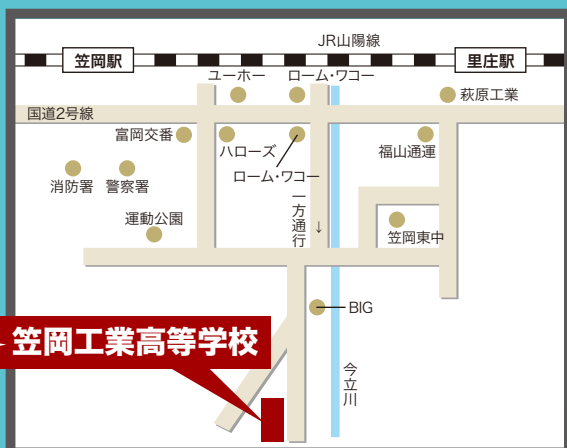 JR山陽線
笠岡駅
里庄駅
ユーホー
ローム・ワコー
萩原工業
国道2号線
富岡交番
ハローズ
ローム・ワコー
福山通運
消防署
警察署
一方通行
↓
運動公園
笠岡東中
BIG
笠岡工業高等学校
今立川